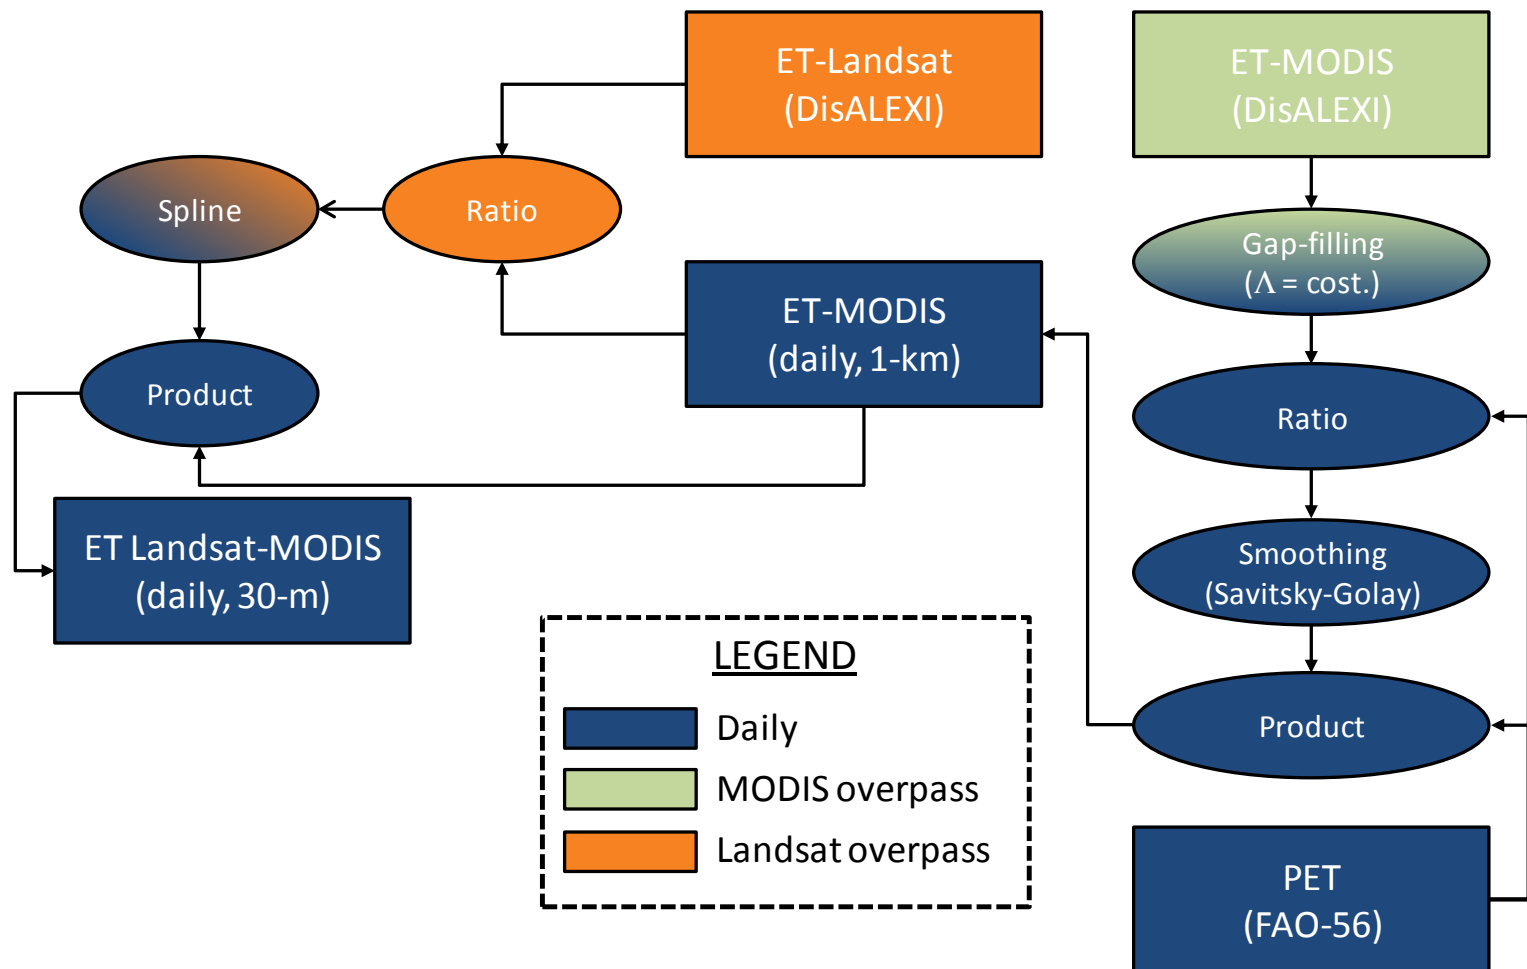 ET-Landsat
(DisALEXI)
ET-MODIS
(DisALEXI)
Spline
Ratio
Gap-filling
(Λ = cost.)
ET-MODIS
(daily, 1-km)
Product
Ratio
ET Landsat-MODIS
(daily, 30-m)
Smoothing
(Savitsky-Golay)
Product
PET
(FAO-56)
LEGEND
Daily
MODIS overpass
Landsat overpass